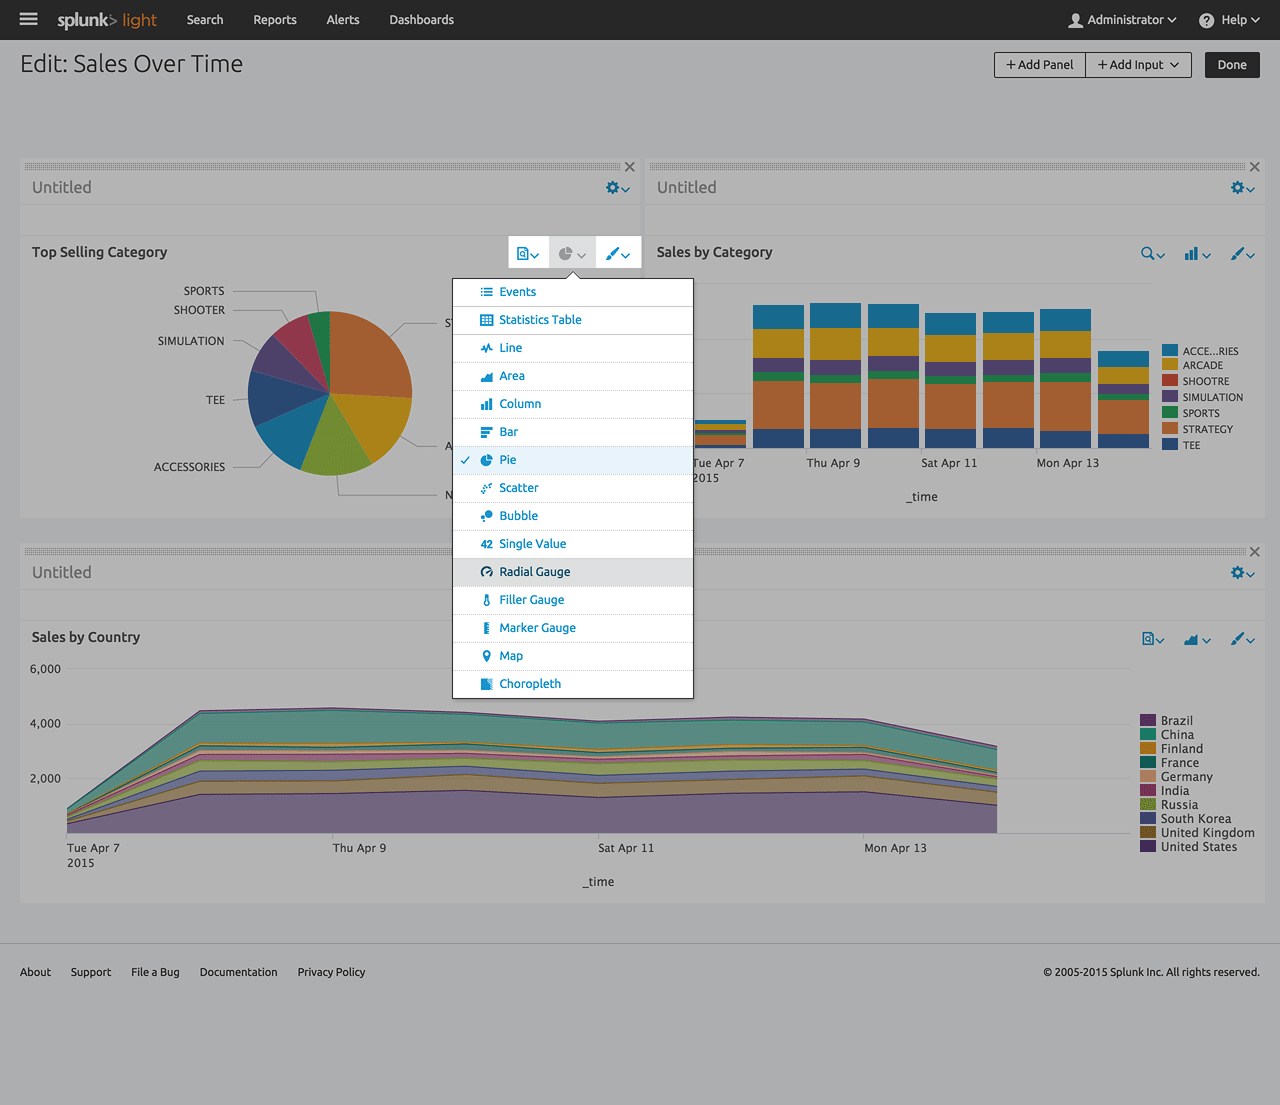 splunk> light Search Reports Alerts Dashboards Administrator ? Help
Edit: Sales Over Time
+ Add Panel + Add Input Done
Untitled
Untitled
Top Selling Category
Sales by Category
SPORTS
SHOOTER
SIMULATION
TEE
ACCESSORIES
S
A
N
Events
Statistics Table
Line
Area
Column
Bar
Pie
Scatter
Bubble
42 Single Value
Radial Gauge
Filler Gauge
Marker Gauge
Map
Choropleth
ACCE...RIES
ARCADE
SHOOTRE
SIMULATION
SPORTS
STRATEGY
TEE
Tue Apr 7 Thu Apr 9 Sat Apr 11 Mon Apr 13
2015
_time
Untitled
Sales by Country
6,000
4,000
2,000
Brazil
China
Finland
France
Germany
India
Russia
South Korea
United Kingdom
United States
Tue Apr 7 Thu Apr 9 Sat Apr 11 Mon Apr 13
2015
_time
About Support File a Bug Documentation Privacy Policy © 2005-2015 Splunk Inc. All rights reserved.